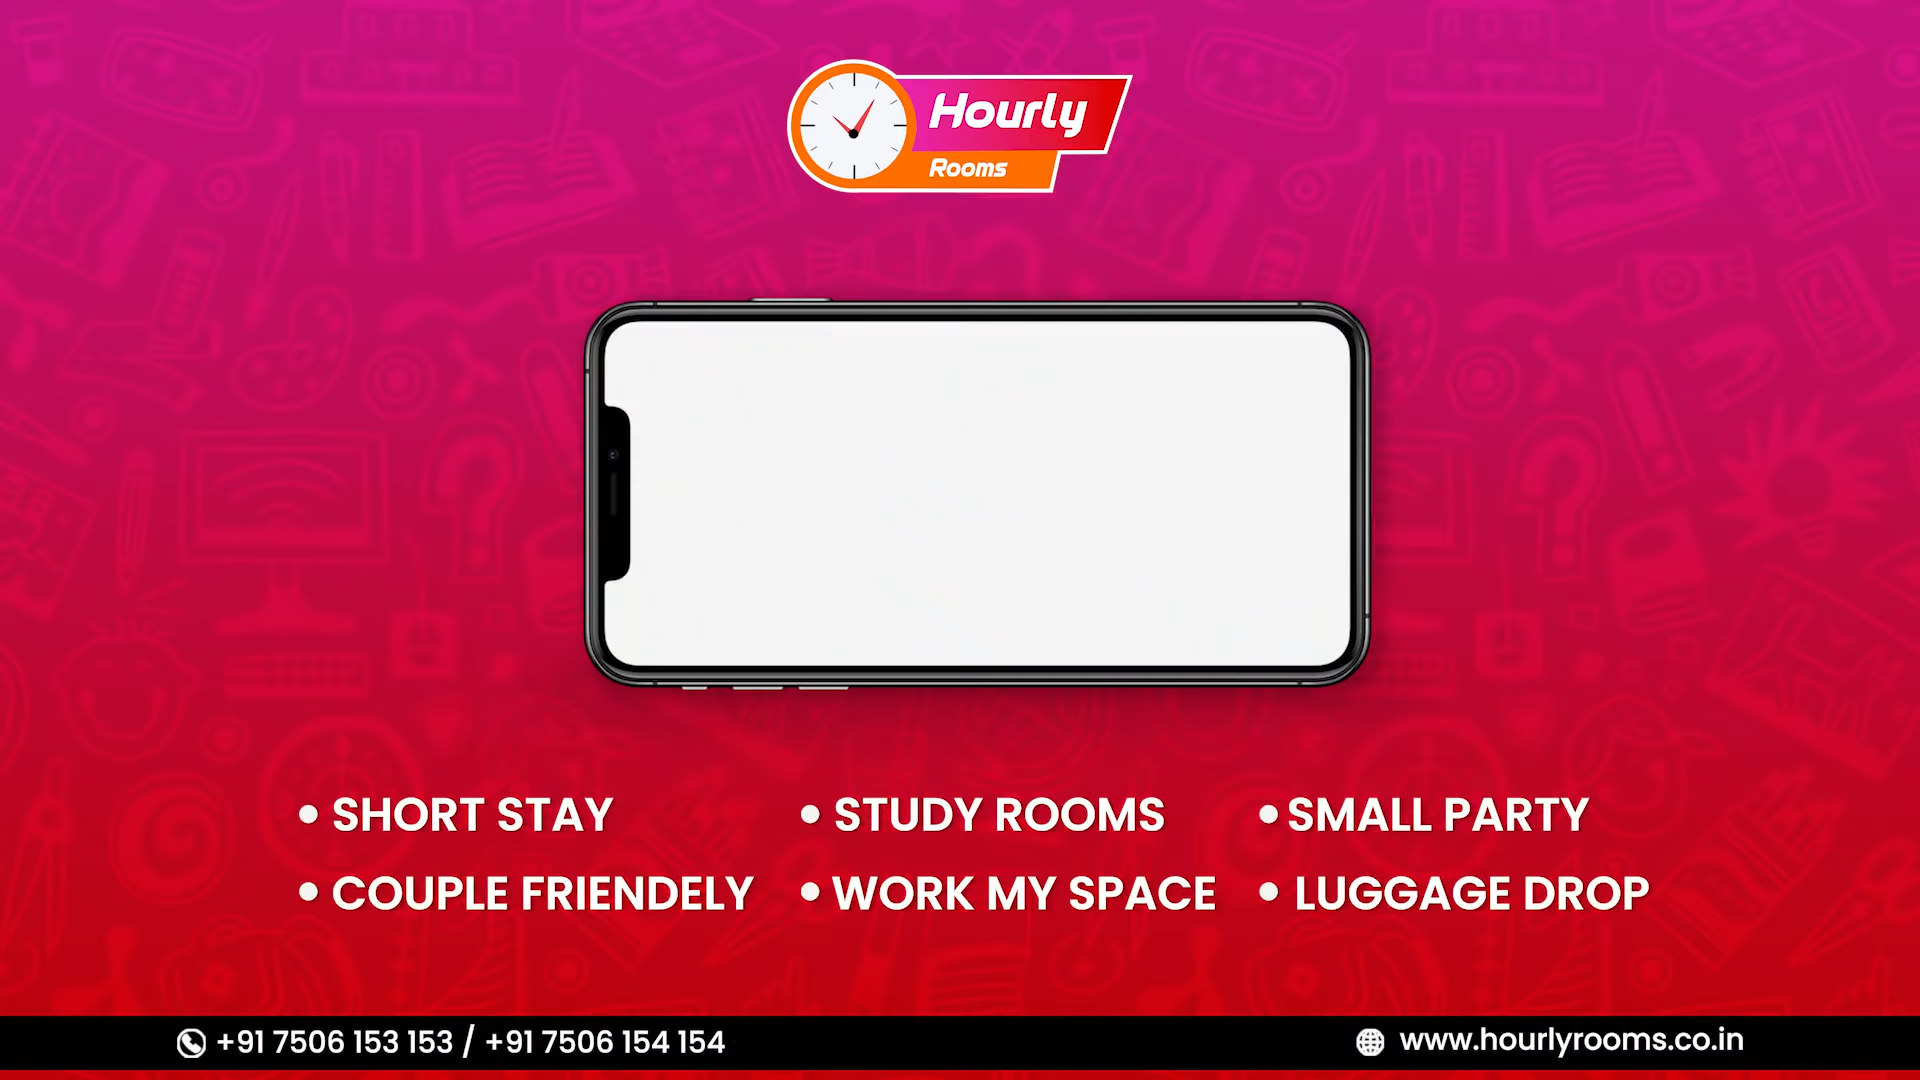 Hourly
Rooms
• SHORT STAY
• STUDY ROOMS
• SMALL PARTY
• COUPLE FRIENDELY
• WORK MY SPACE
• LUGGAGE DROP
+91 7506 153 153 / +91 7506 154 154
www.hourlyrooms.co.in